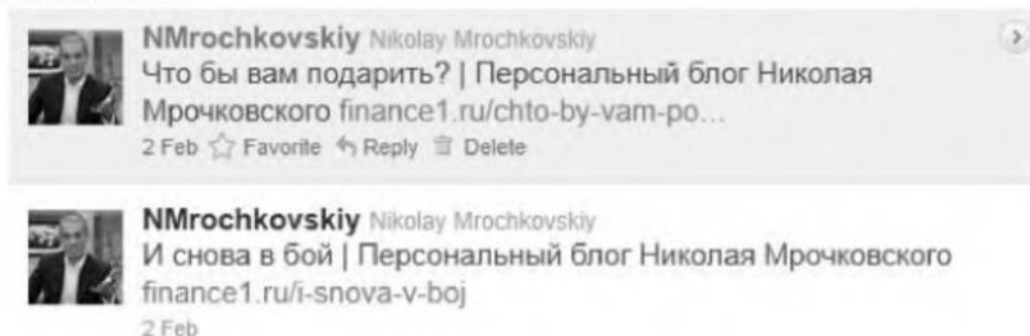 NMrochkovskiy Nikolay Mrochkovskiy
Что бы вам подарить? | Персональный блог Николая
Мрочковского finance1.ru/chto-by-vam-po...
2 Feb Favorite Reply Delete
NMrochkovskiy Nikolay Mrochkovskiy
И снова в бой | Персональный блог Николая Мрочковского
finance1.ru/i-snova-v-boj
2 Feb